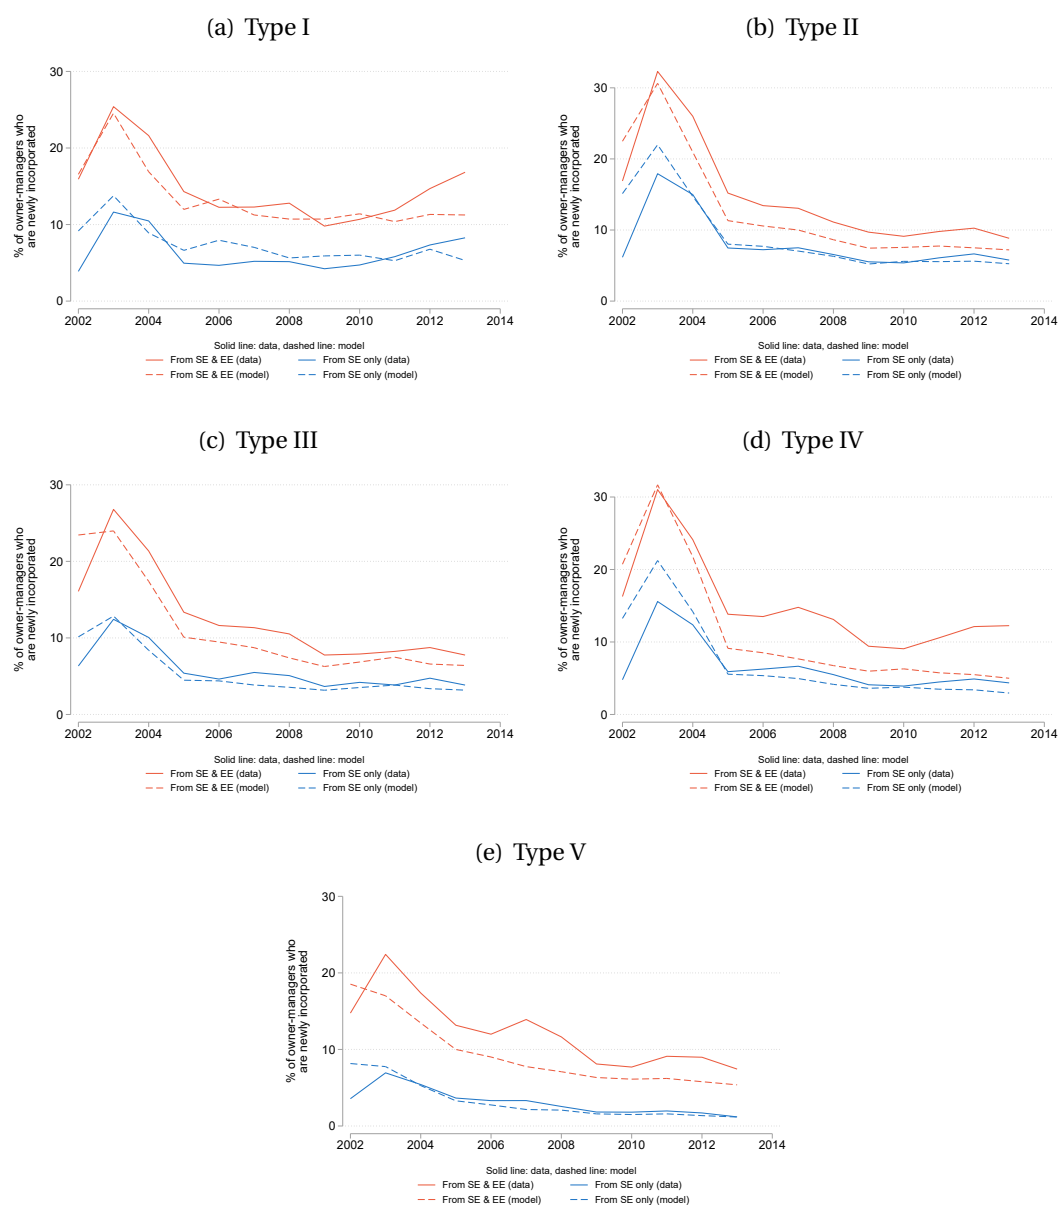 (a) Type I
(b) Type II
% of owner-managers who
are newly incorporated
30
20
10
0
2002 2004 2006 2008 2010 2012 2014
Solid line: data, dashed line: model
From SE & EE (data) From SE only (data)
From SE & EE (model) From SE only (model)
% of owner-managers who
are newly incorporated
30
20
10
0
2002 2004 2006 2008 2010 2012 2014
Solid line: data, dashed line: model
From SE & EE (data) From SE only (data)
From SE & EE (model) From SE only (model)
(c) Type III
(d) Type IV
% of owner-managers who
are newly incorporated
30
20
10
0
2002 2004 2006 2008 2010 2012 2014
Solid line: data, dashed line: model
From SE & EE (data) From SE only (data)
From SE & EE (model) From SE only (model)
% of owner-managers who
are newly incorporated
30
20
10
0
2002 2004 2006 2008 2010 2012 2014
Solid line: data, dashed line: model
From SE & EE (data) From SE only (data)
From SE & EE (model) From SE only (model)
(e) Type V
% of owner-managers who
are newly incorporated
30
20
10
0
2002 2004 2006 2008 2010 2012 2014
Solid line: data, dashed line: model
From SE & EE (data) From SE only (data)
From SE & EE (model) From SE only (model)